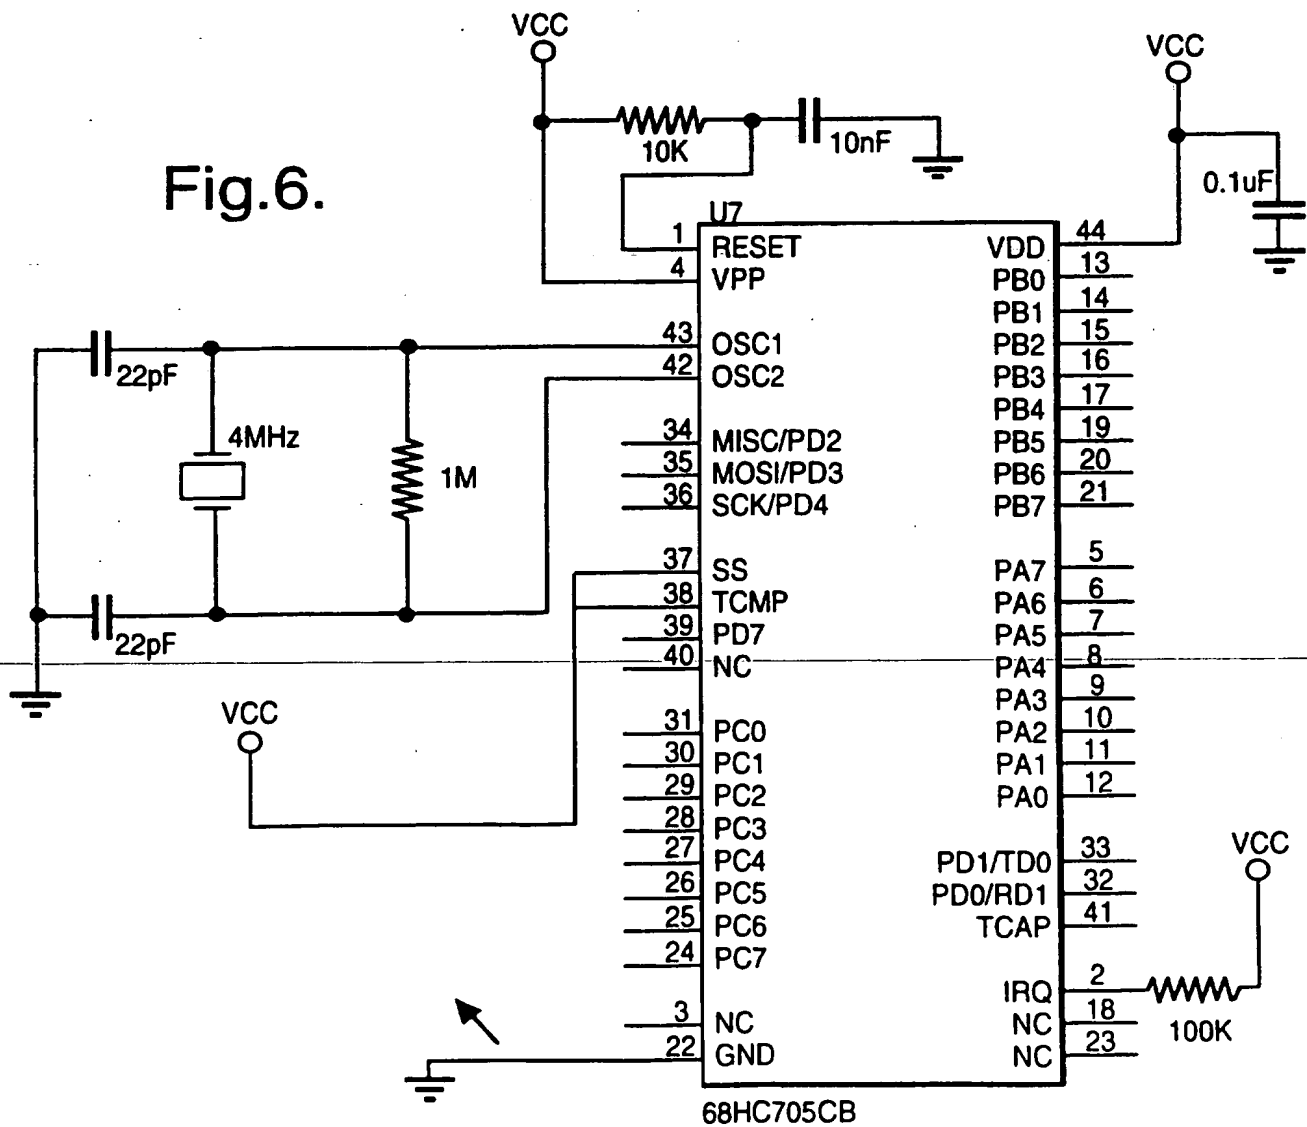 VCC
VCC
10K
10nF
Fig.6.
0.1uF
U7
1 RESET
4 VPP
43 OSC1
42 OSC2
34 MISC/PD2
35 MOSI/PD3
36 SCK/PD4
37 SS
38 TCMP
39 PD7
40 NC
31 PC0
30 PC1
29 PC2
28 PC3
27 PC4
26 PC5
25 PC6
24 PC7
3 NC
22 GND
VDD 44
PB0 13
PB1 14
PB2 15
PB3 16
PB4 17
PB5 19
PB6 20
PB7 21
PA7 5
PA6 6
PA5 7
PA4 8
PA3 9
PA2 10
PA1 11
PA0 12
PD1/TD0 33
PD0/RD1 32
TCAP 41
IRQ 2
NC 18
NC 23
22pF
4MHz
1M
22pF
VCC
VCC
100K
68HC705CB